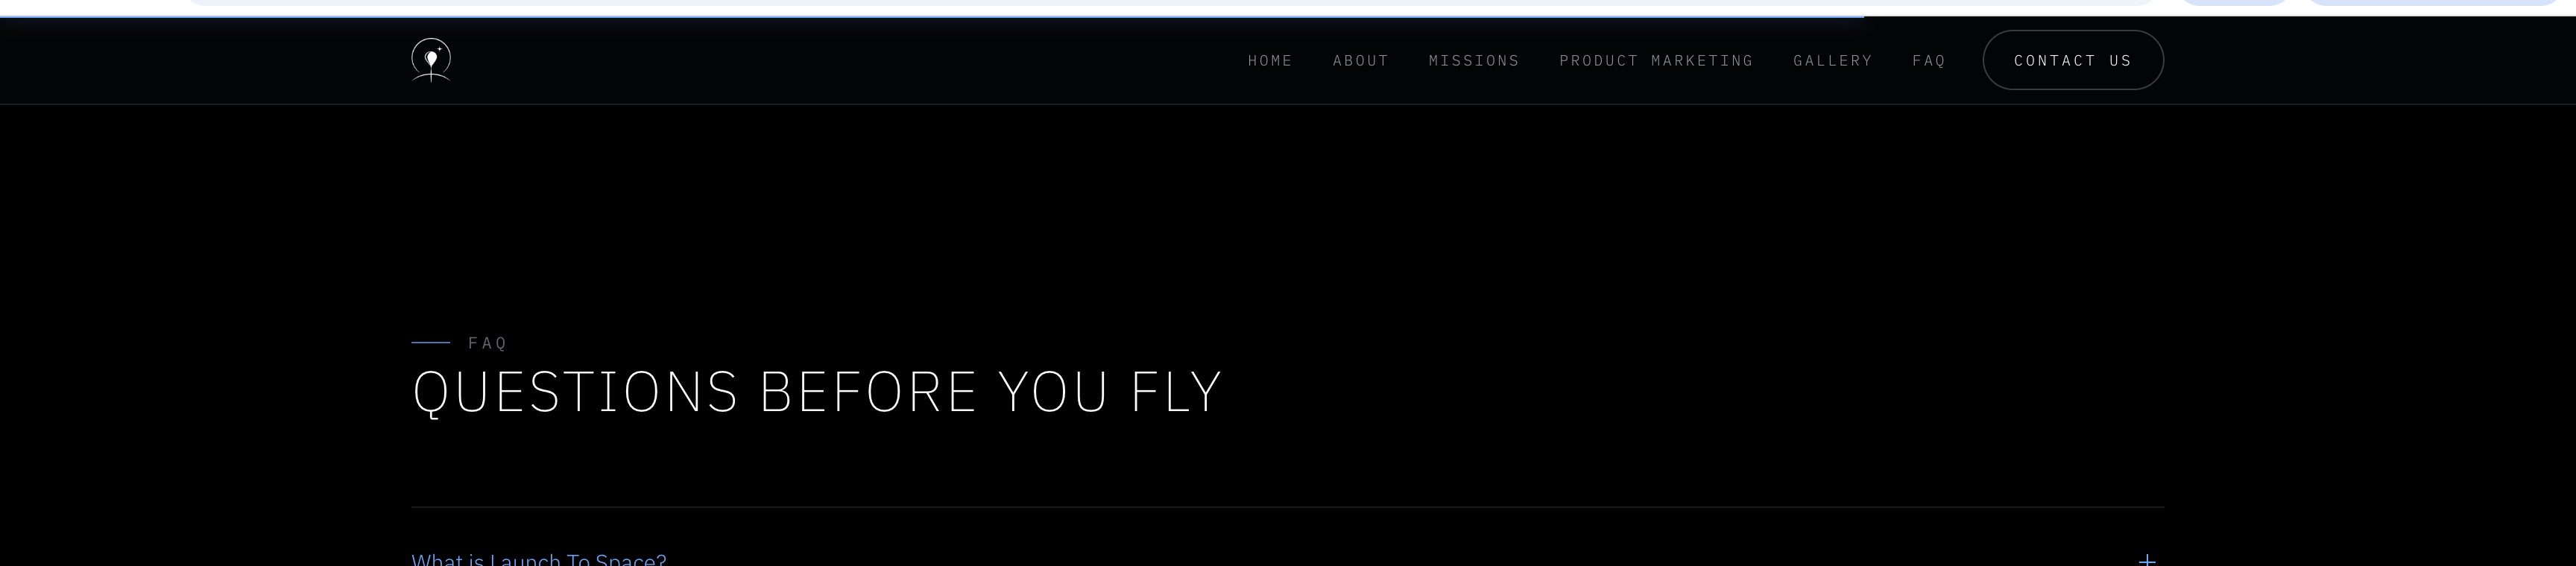 HOME ABOUT MISSIONS PRODUCT MARKETING GALLERY FAQ CONTACT US
FAQ
QUESTIONS BEFORE YOU FLY
What is Launch To Space?